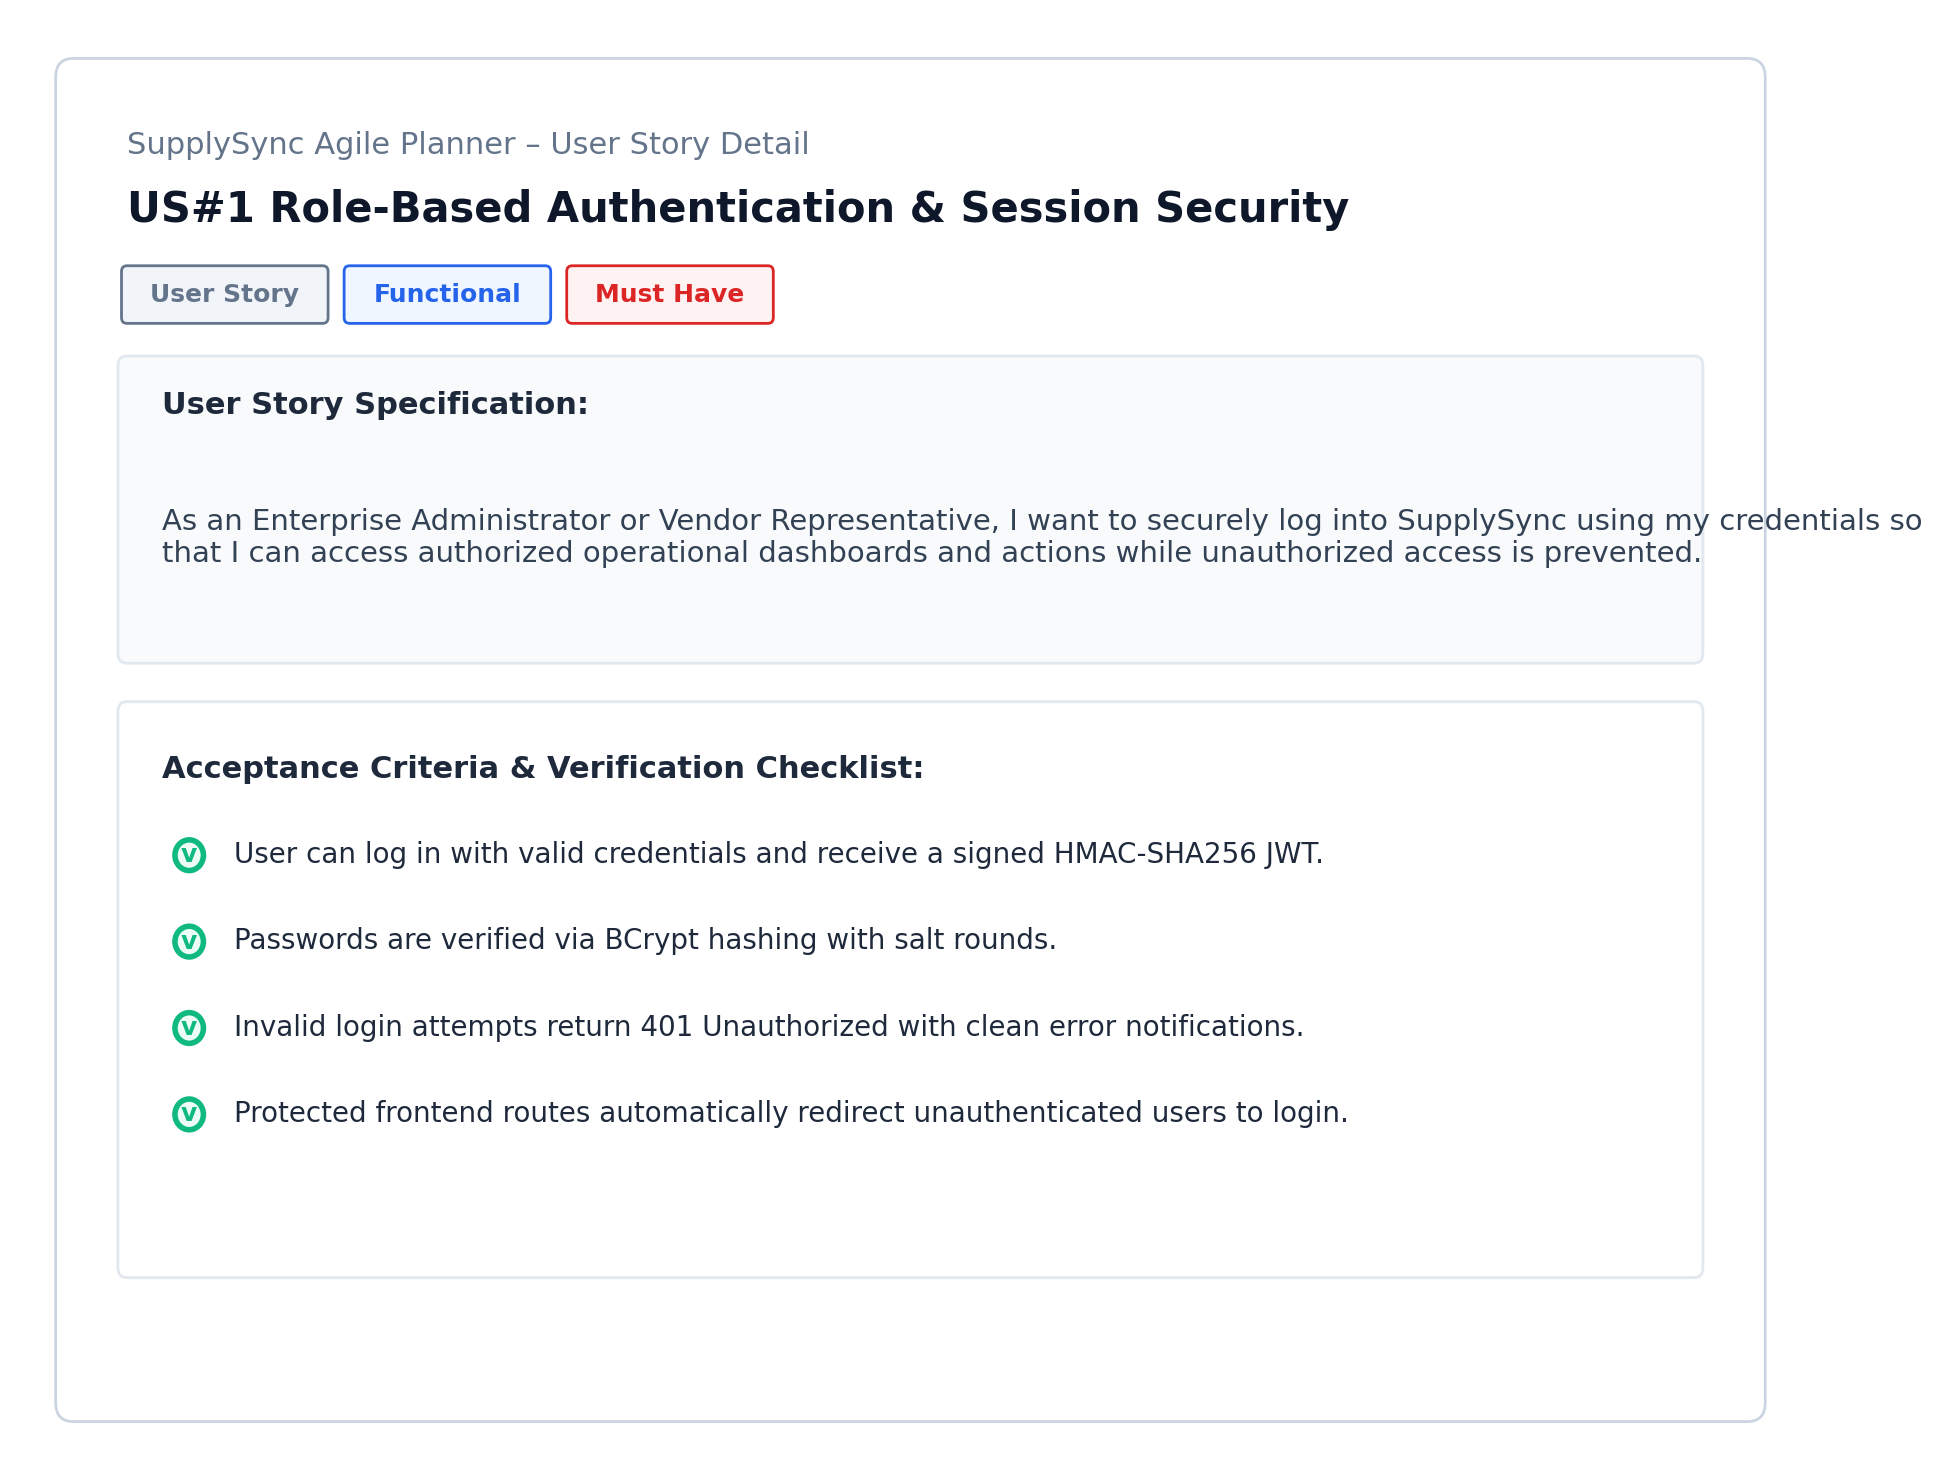 SupplySync Agile Planner – User Story Detail
US#1 Role-Based Authentication & Session Security
User Story
Functional
Must Have
User Story Specification:
As an Enterprise Administrator or Vendor Representative, I want to securely log into SupplySync using my credentials so
that I can access authorized operational dashboards and actions while unauthorized access is prevented.
Acceptance Criteria & Verification Checklist:
v User can log in with valid credentials and receive a signed HMAC-SHA256 JWT.
v Passwords are verified via BCrypt hashing with salt rounds.
v Invalid login attempts return 401 Unauthorized with clean error notifications.
v Protected frontend routes automatically redirect unauthenticated users to login.